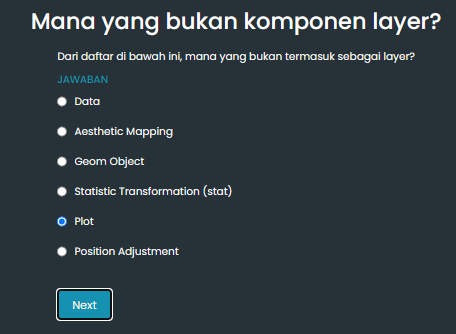 Mana yang bukan komponen layer?
Dari daftar di bawah ini, mana yang bukan termasuk sebagai layer?
JAWABAN
Data
Aesthetic Mapping
Geom Object
Statistic Transformation (stat)
Plot
Position Adjustment
Next